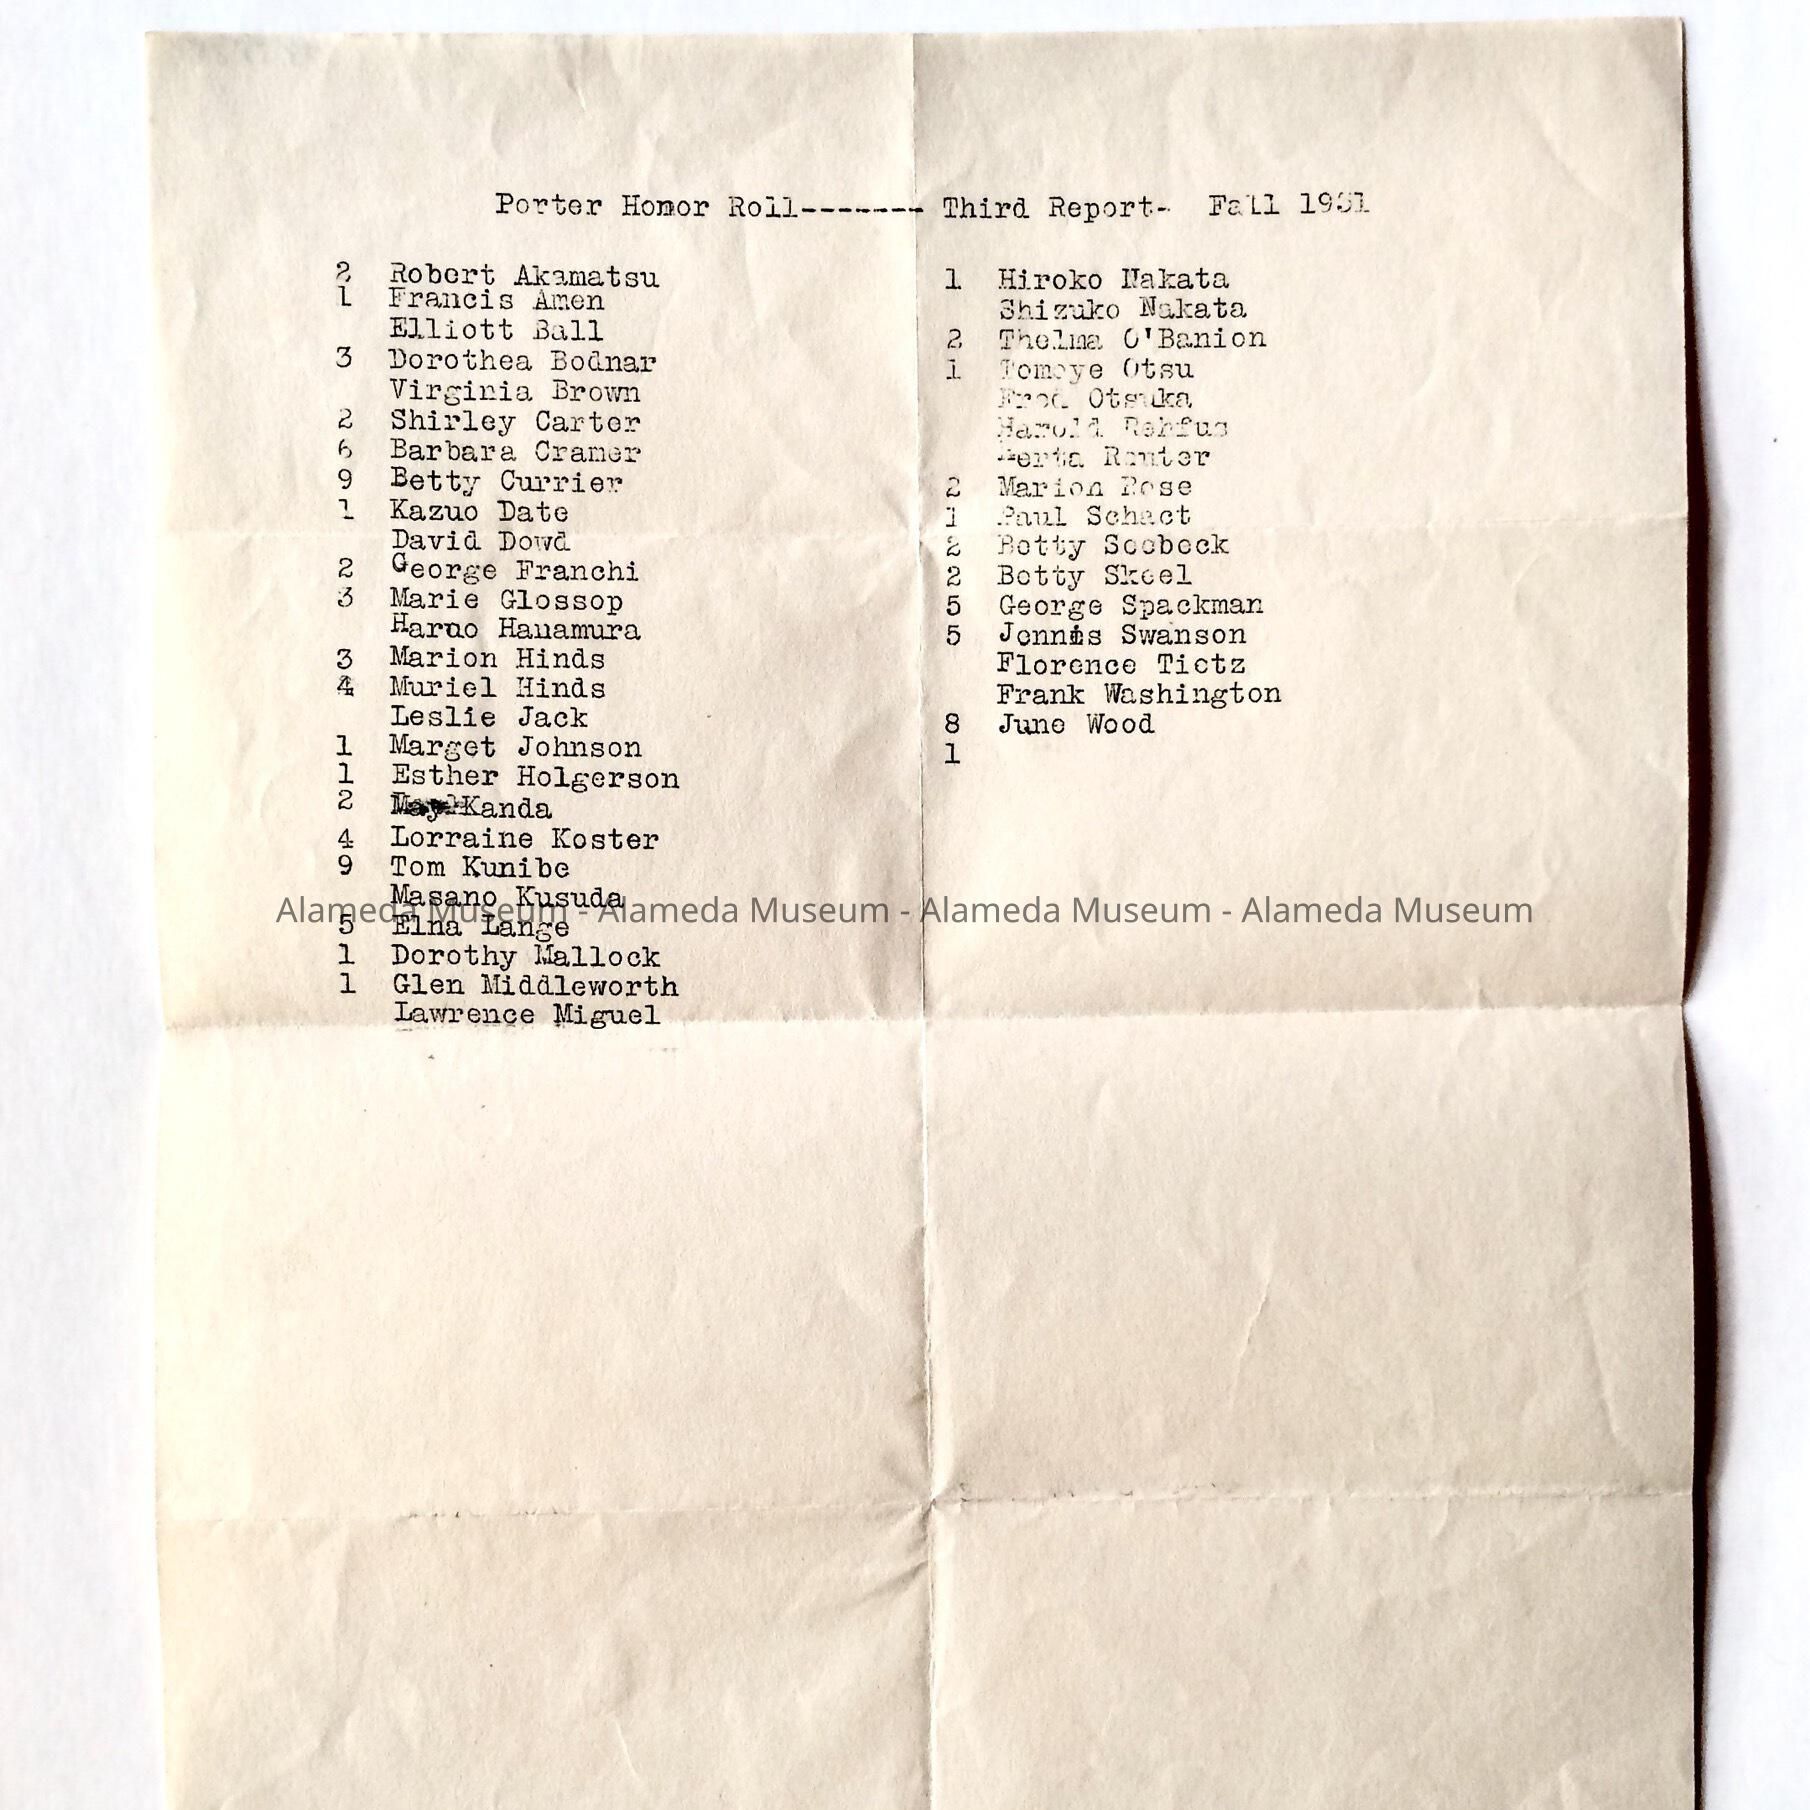 Porter Honor Roll------- Third Report- Fall 1931
2 Robert Akamatsu
1 Francis Amen
Elliott Ball
3 Dorothea Bodnar
Virginia Brown
2 Shirley Carter
6 Barbara Cramer
9 Betty Currier
1 Kazuo Date
David Dowd
2 George Franchi
3 Marie Glossop
Haruo Hanamura
3 Marion Hinds
4 Muriel Hinds
Leslie Jack
1 Marget Johnson
1 Esther Holgerson
2 May Kanda
4 Lorraine Koster
9 Tom Kunibe
Masano Kusuda
5 Elna Lange
1 Dorothy Mallock
1 Glen Middleworth
Lawrence Miguel
1 Hiroko Nakata
Shizuko Nakata
2 Thelma O'Banion
1 Tomoye Otsu
Fred Otsuka
Harold Rehfus
Reuter
2 Marion Rose
1 Paul Schact
2 Betty Seebeck
2 Betty Skeel
5 George Spackman
5 Jennis Swanson
Florence Tietz
Frank Washington
8 June Wood
1
Alameda Museum - Alameda Museum - Alameda Museum - Alameda Museum